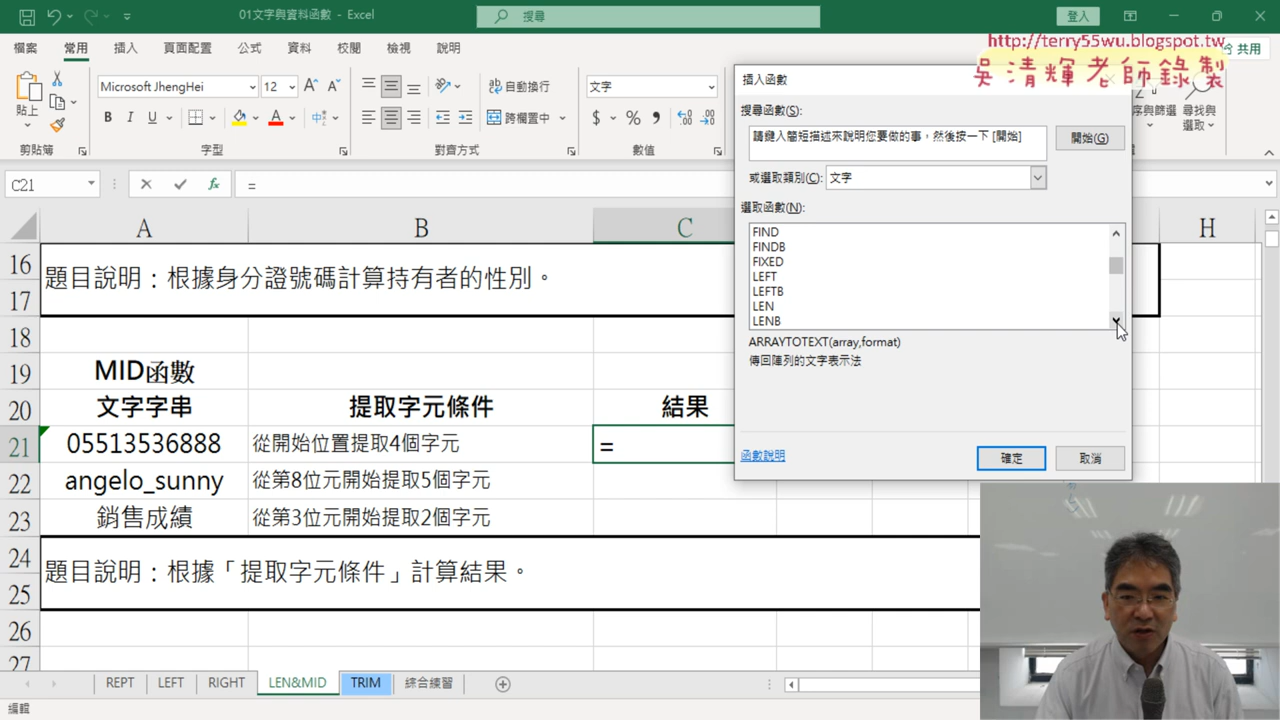 01文字與資料函數 - Excel
搜尋
登入
http://terry55wu.blogspot.tw
吳清輝老師錄製
檔案 常用 插入 頁面配置 公式 資料 校閱 檢視 說明
共用
貼上
剪貼簿
Microsoft JhengHei
12
B I U
字型
自動換行
跨欄置中
對齊方式
文字
數值
尋找與
選取
C21
=
A B C H
16
題目說明：根據身分證號碼計算持有者的性別。
17
18
19 MID函數
20 文字字串 提取字元條件 結果
21 05513536888 從開始位置提取4個字元 =
22 angelo_sunny 從第8位元開始提取5個字元
23 銷售成績 從第3位元開始提取2個字元
24
題目說明：根據「提取字元條件」計算結果。
25
26
27
插入函數
搜尋函數(S):
請鍵入簡短描述來說明您要做的事，然後按一下 [開始]
開始(G)
或選取類別(C): 文字
選取函數(N):
FIND
FINDB
FIXED
LEFT
LEFTB
LEN
LENB
ARRAYTOTEXT(array,format)
傳回陣列的文字表示法
函數說明
確定
取消
REPT LEFT RIGHT LEN&MID TRIM 綜合練習
編輯